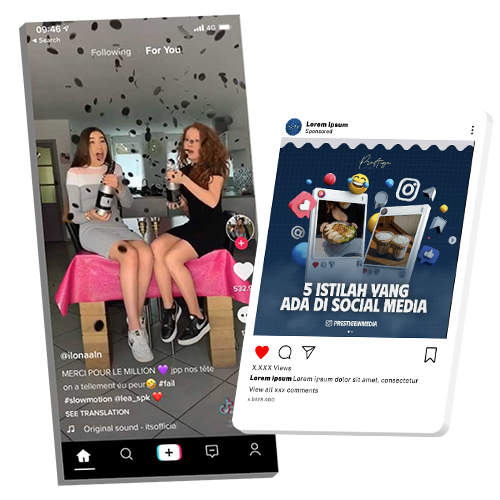 09:46
4G
Search
Following
For You
532.9
@ilonaaln
MERCI POUR LE MILLION 💜 jpp nos tête
on a tellement eu peur🤣 #fail
#slowmotion @lea_spk ❤️
SEE TRANSLATION
Original sound - itsofficia
Lorem Ipsum
Sponsored
Prestige
5 ISTILAH YANG
ADA DI SOCIAL MEDIA
PRESTIGEINMEDIA
X.XXX Views
Lorem Ipsum Lorem ipsum dolor sit amet, consectetur
View all xxx comments
4 DAYS AGO